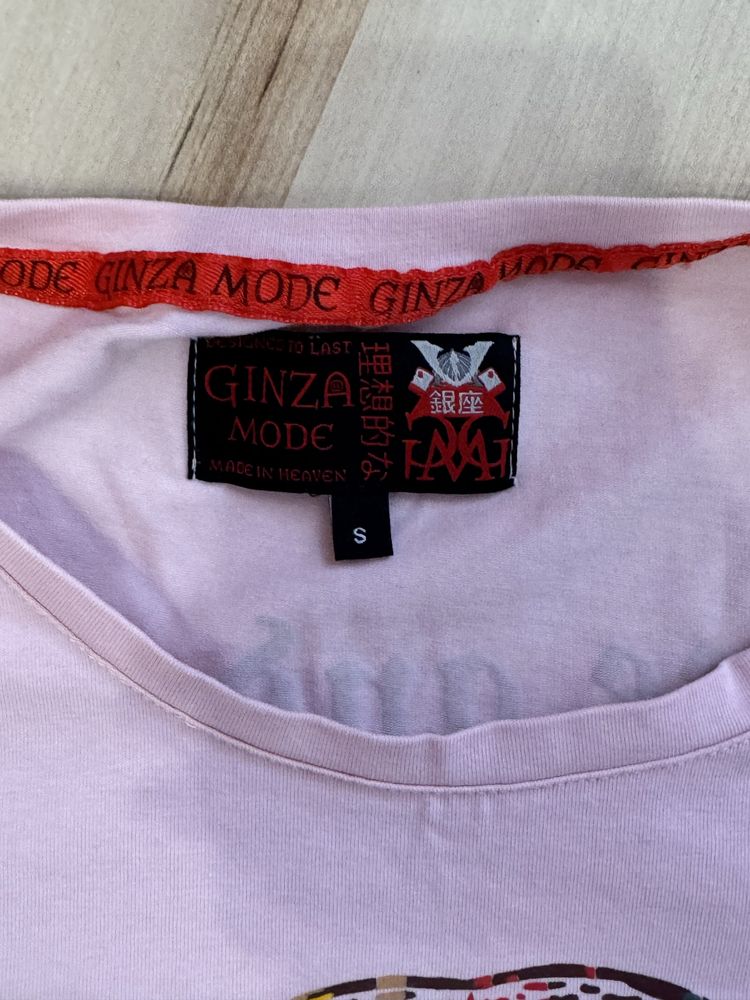 ODE GINZA MODE GINZA MODE GINZA
DESIGNED TO LAST
GINZA
MODE
MADE IN HEAVEN
理想的な
銀座
S